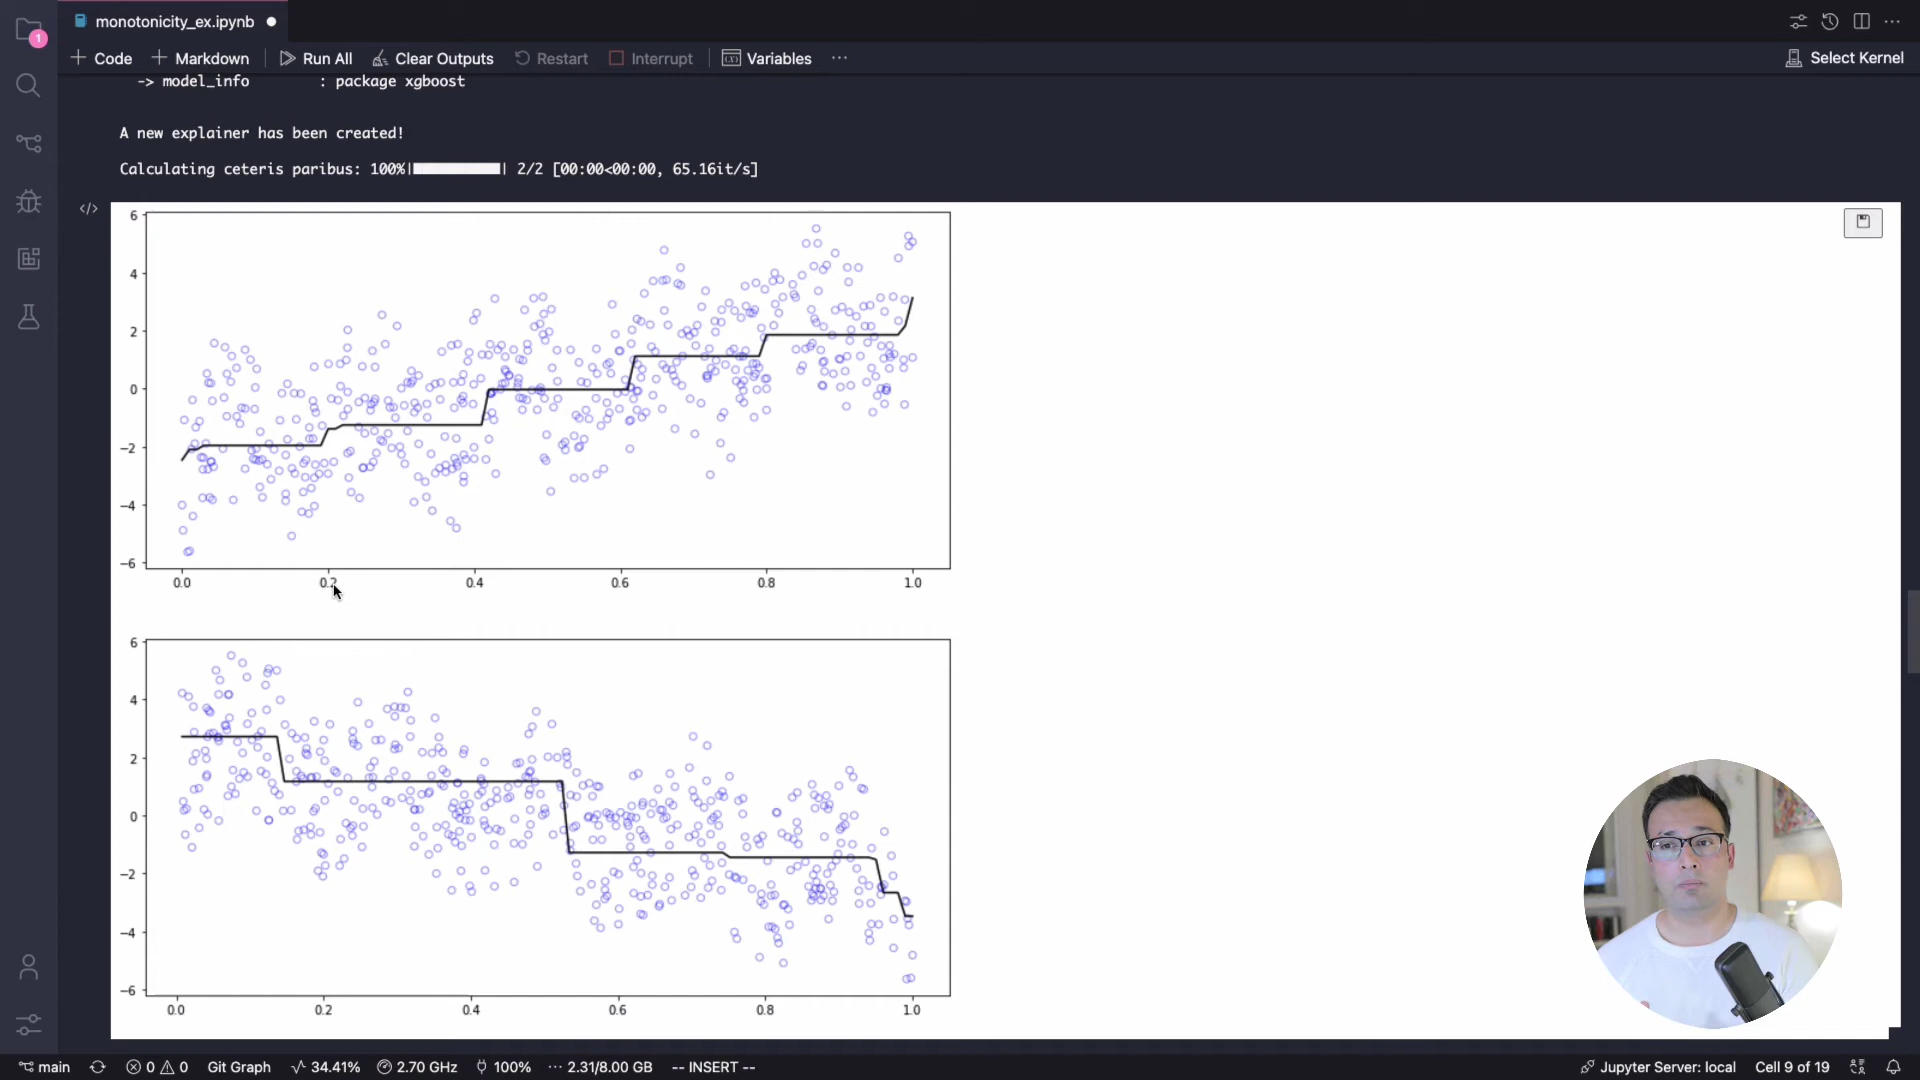 monotonicity_ex.ipynb
1
Code Markdown Run All Clear Outputs Restart Interrupt Variables ... Select Kernel
-> model_info : package xgboost
A new explainer has been created!
Calculating ceteris paribus: 100%|██████████| 2/2 [00:00<00:00, 65.16it/s]
</>
6
4
2
0
−2
−4
−6
0.0 0.2 0.4 0.6 0.8 1.0
6
4
2
0
−2
−4
−6
0.0 0.2 0.4 0.6 0.8 1.0
main 0 0 Git Graph 34.41% 2.70 GHz 100% ... 2.31/8.00 GB -- INSERT -- Jupyter Server: local Cell 9 of 19